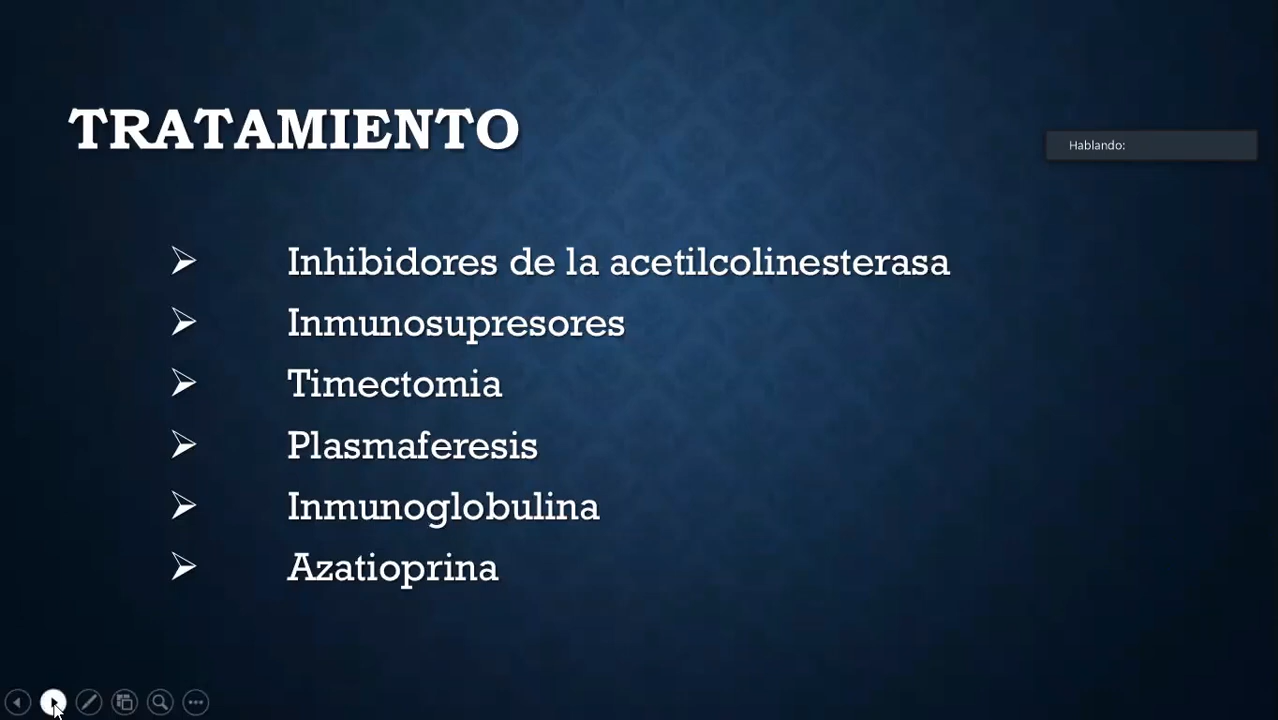 TRATAMIENTO
Hablando:
Inhibidores de la acetilcolinesterasa
Inmunosupresores
Timectomia
Plasmaferesis
Inmunoglobulina
Azatioprina